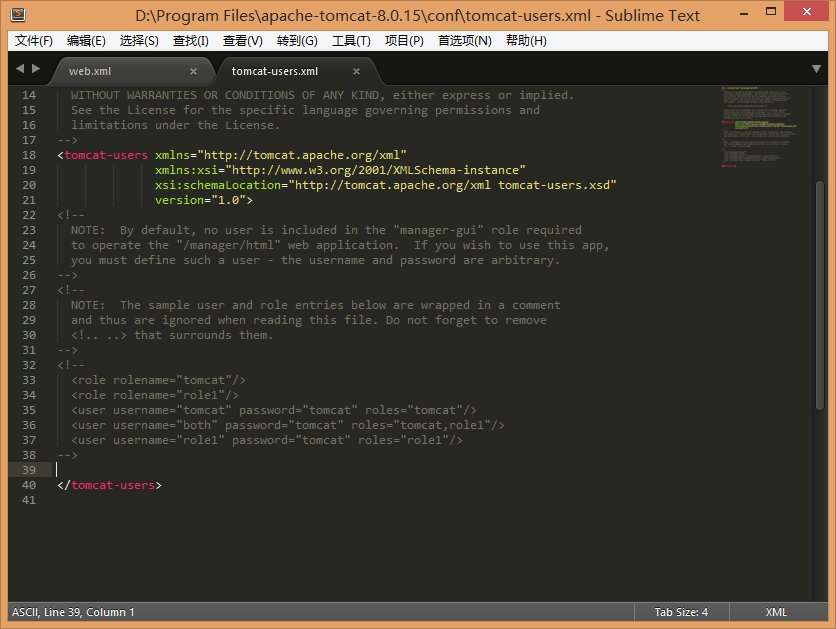 D:\Program Files\apache-tomcat-8.0.15\conf\tomcat-users.xml - Sublime Text
文件(F) 编辑(E) 选择(S) 查找(I) 查看(V) 转到(G) 工具(T) 项目(P) 首选项(N) 帮助(H)
web.xml × tomcat-users.xml ×
14 WITHOUT WARRANTIES OR CONDITIONS OF ANY KIND, either express or implied.
15 See the License for the specific language governing permissions and
16 limitations under the License.
17 -->
18 <tomcat-users xmlns="http://tomcat.apache.org/xml"
19 xmlns:xsi="http://www.w3.org/2001/XMLSchema-instance"
20 xsi:schemaLocation="http://tomcat.apache.org/xml tomcat-users.xsd"
21 version="1.0">
22 <!--
23 NOTE:  By default, no user is included in the "manager-gui" role required
24 to operate the "/manager/html" web application.  If you wish to use this app,
25 you must define such a user - the username and password are arbitrary.
26 -->
27 <!--
28 NOTE:  The sample user and role entries below are wrapped in a comment
29 and thus are ignored when reading this file. Do not forget to remove
30 <!.. ..> that surrounds them.
31 -->
32 <!--
33 <role rolename="tomcat"/>
34 <role rolename="role1"/>
35 <user username="tomcat" password="tomcat" roles="tomcat"/>
36 <user username="both" password="tomcat" roles="tomcat,role1"/>
37 <user username="role1" password="tomcat" roles="role1"/>
38 -->
39
40 </tomcat-users>
41
ASCII, Line 39, Column 1 Tab Size: 4 XML